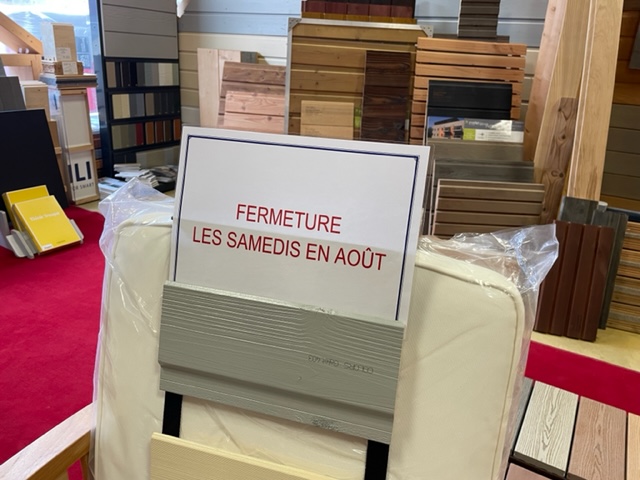 FERMETURE
LES SAMEDIS EN AOÛT